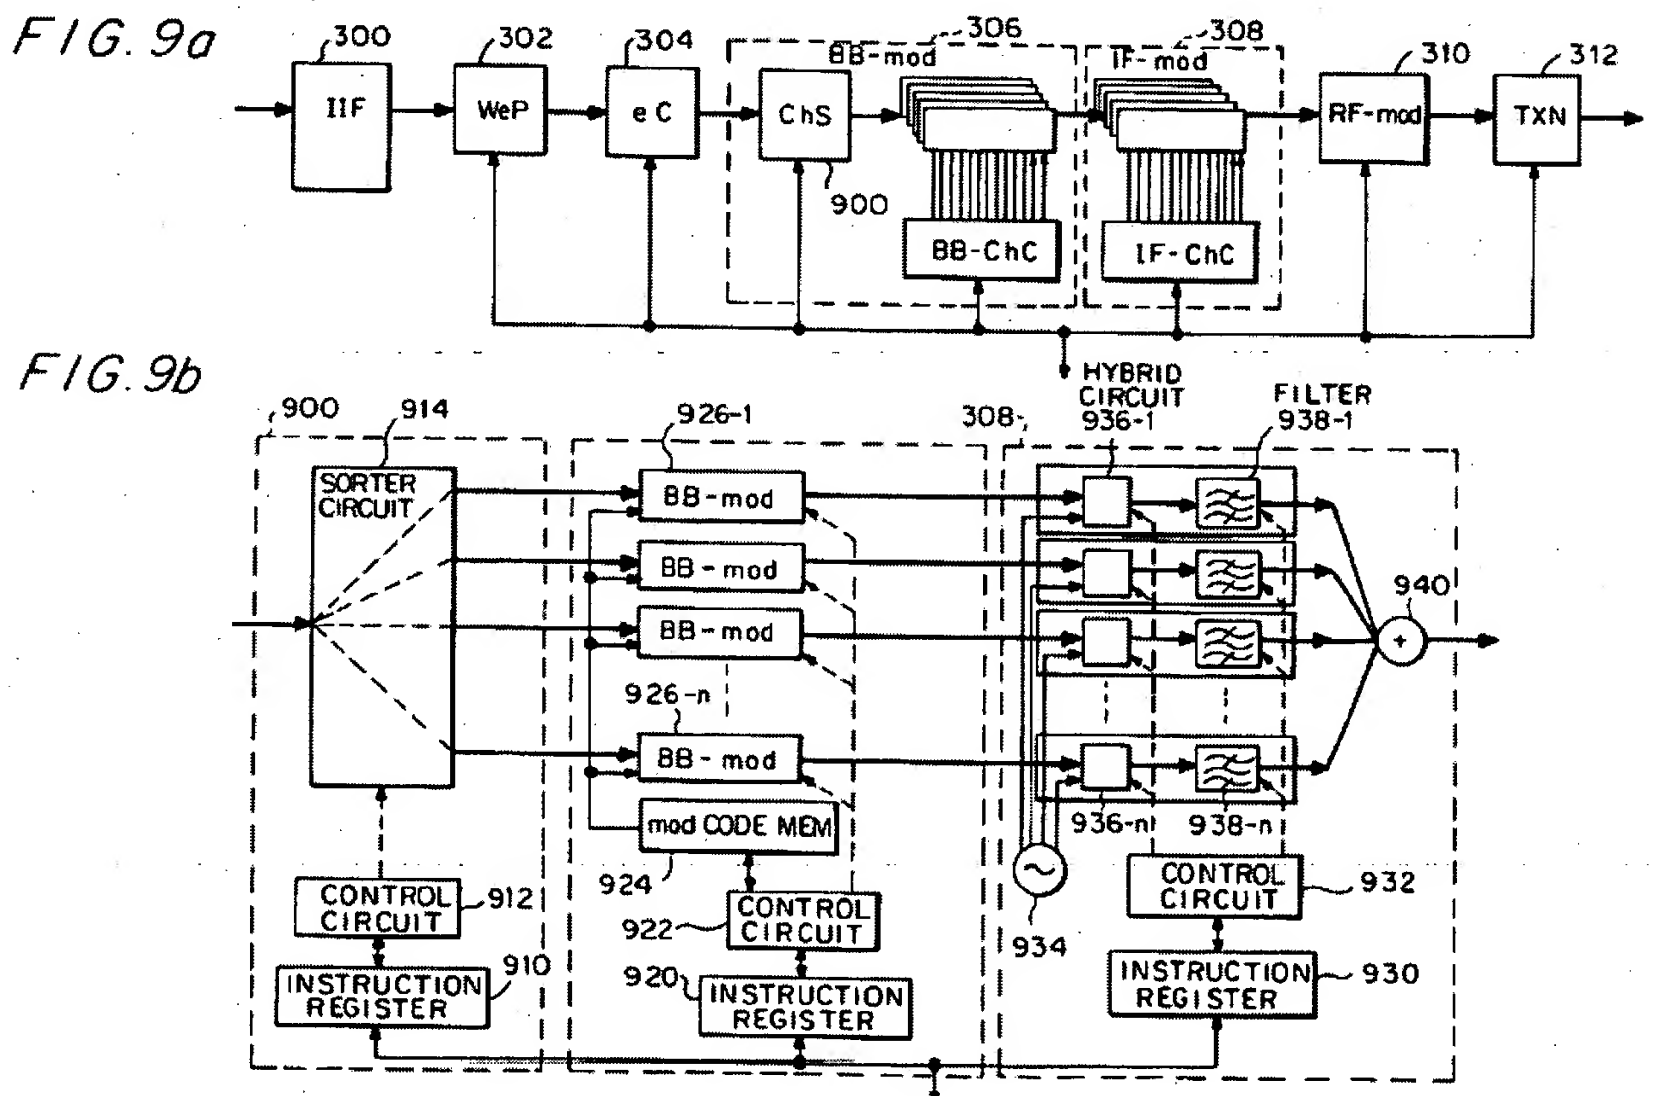 FIG. 9a
300
302
304
306
308
310
312
IIF
WeP
eC
BB-mod
ChS
900
BB-ChC
IF-mod
IF-ChC
RF-mod
TXN
FIG. 9b
900
914
SORTER
CIRCUIT
CONTROL
CIRCUIT
912
INSTRUCTION
REGISTER
910
926-1
BB-mod
BB-mod
BB-mod
926-n
BB-mod
mod CODE MEM
924
CONTROL
CIRCUIT
922
INSTRUCTION
REGISTER
920
308
HYBRID
CIRCUIT
936-1
FILTER
938-1
940
+
936-n
938-n
~
934
CONTROL
CIRCUIT
932
INSTRUCTION
REGISTER
930